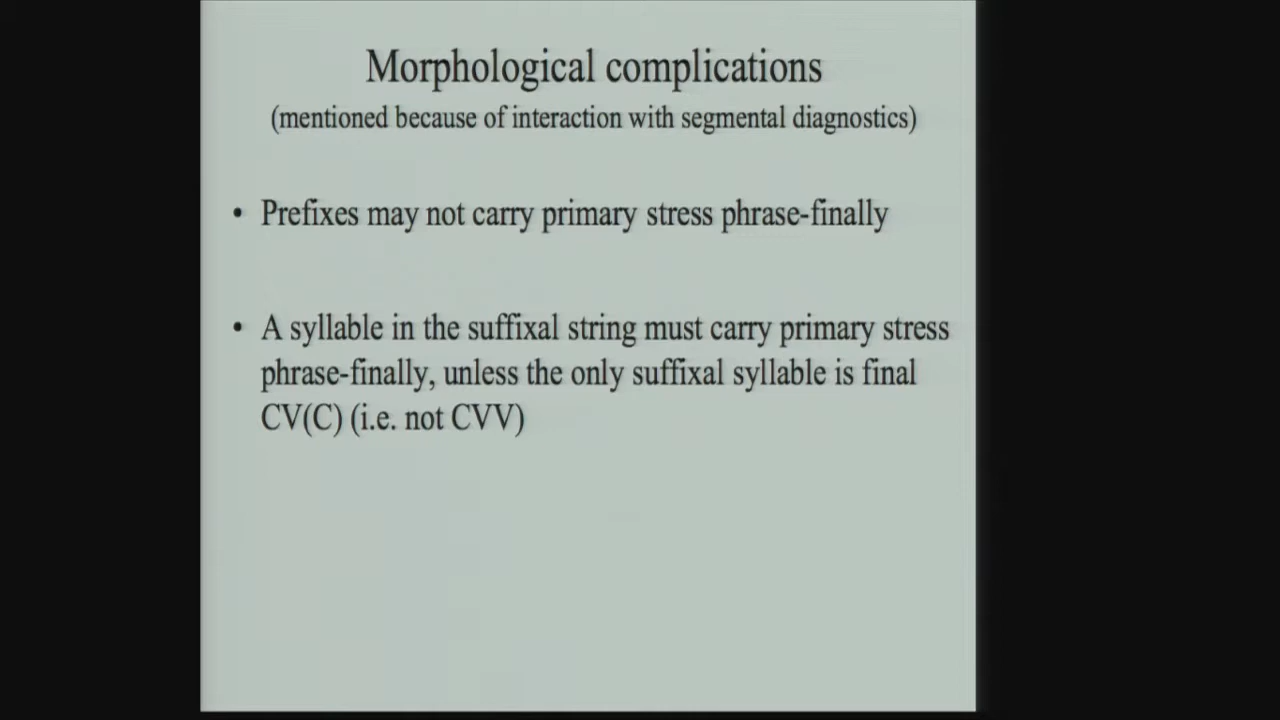 Morphological complications
(mentioned because of interaction with segmental diagnostics)
• Prefixes may not carry primary stress phrase-finally
• A syllable in the suffixal string must carry primary stress
phrase-finally, unless the only suffixal syllable is final
CV(C) (i.e. not CVV)